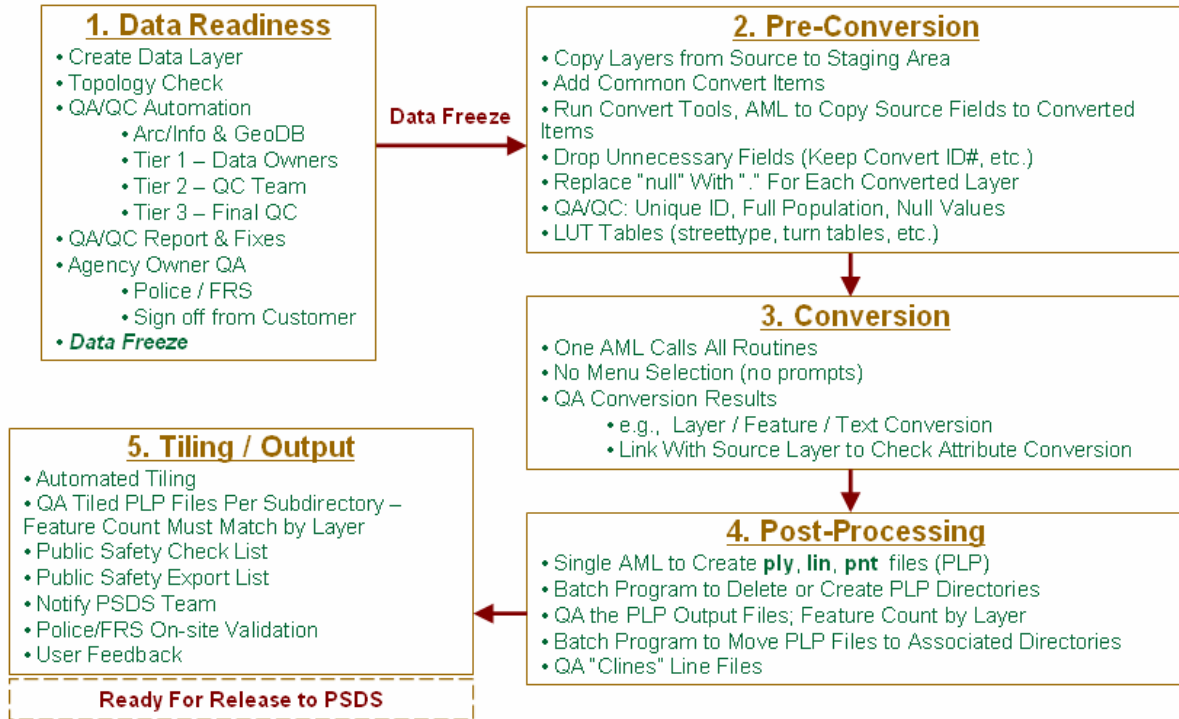 1. Data Readiness
• Create Data Layer
• Topology Check
• QA/QC Automation
• Arc/Info & GeoDB
• Tier 1 – Data Owners
• Tier 2 – QC Team
• Tier 3 – Final QC
• QA/QC Report & Fixes
• Agency Owner QA
• Police / FRS
• Sign off from Customer
• Data Freeze
Data Freeze
2. Pre-Conversion
• Copy Layers from Source to Staging Area
• Add Common Convert Items
• Run Convert Tools, AML to Copy Source Fields to Converted
Items
• Drop Unnecessary Fields (Keep Convert ID#, etc.)
• Replace "null" With "." For Each Converted Layer
• QA/QC: Unique ID, Full Population, Null Values
• LUT Tables (streettype, turn tables, etc.)
3. Conversion
• One AML Calls All Routines
• No Menu Selection (no prompts)
• QA Conversion Results
• e.g., Layer / Feature / Text Conversion
• Link With Source Layer to Check Attribute Conversion
4. Post-Processing
• Single AML to Create ply, lin, pnt files (PLP)
• Batch Program to Delete or Create PLP Directories
• QA the PLP Output Files; Feature Count by Layer
• Batch Program to Move PLP Files to Associated Directories
• QA "Clines" Line Files
5. Tiling / Output
• Automated Tiling
• QA Tiled PLP Files Per Subdirectory –
Feature Count Must Match by Layer
• Public Safety Check List
• Public Safety Export List
• Notify PSDS Team
• Police/FRS On-site Validation
• User Feedback
Ready For Release to PSDS